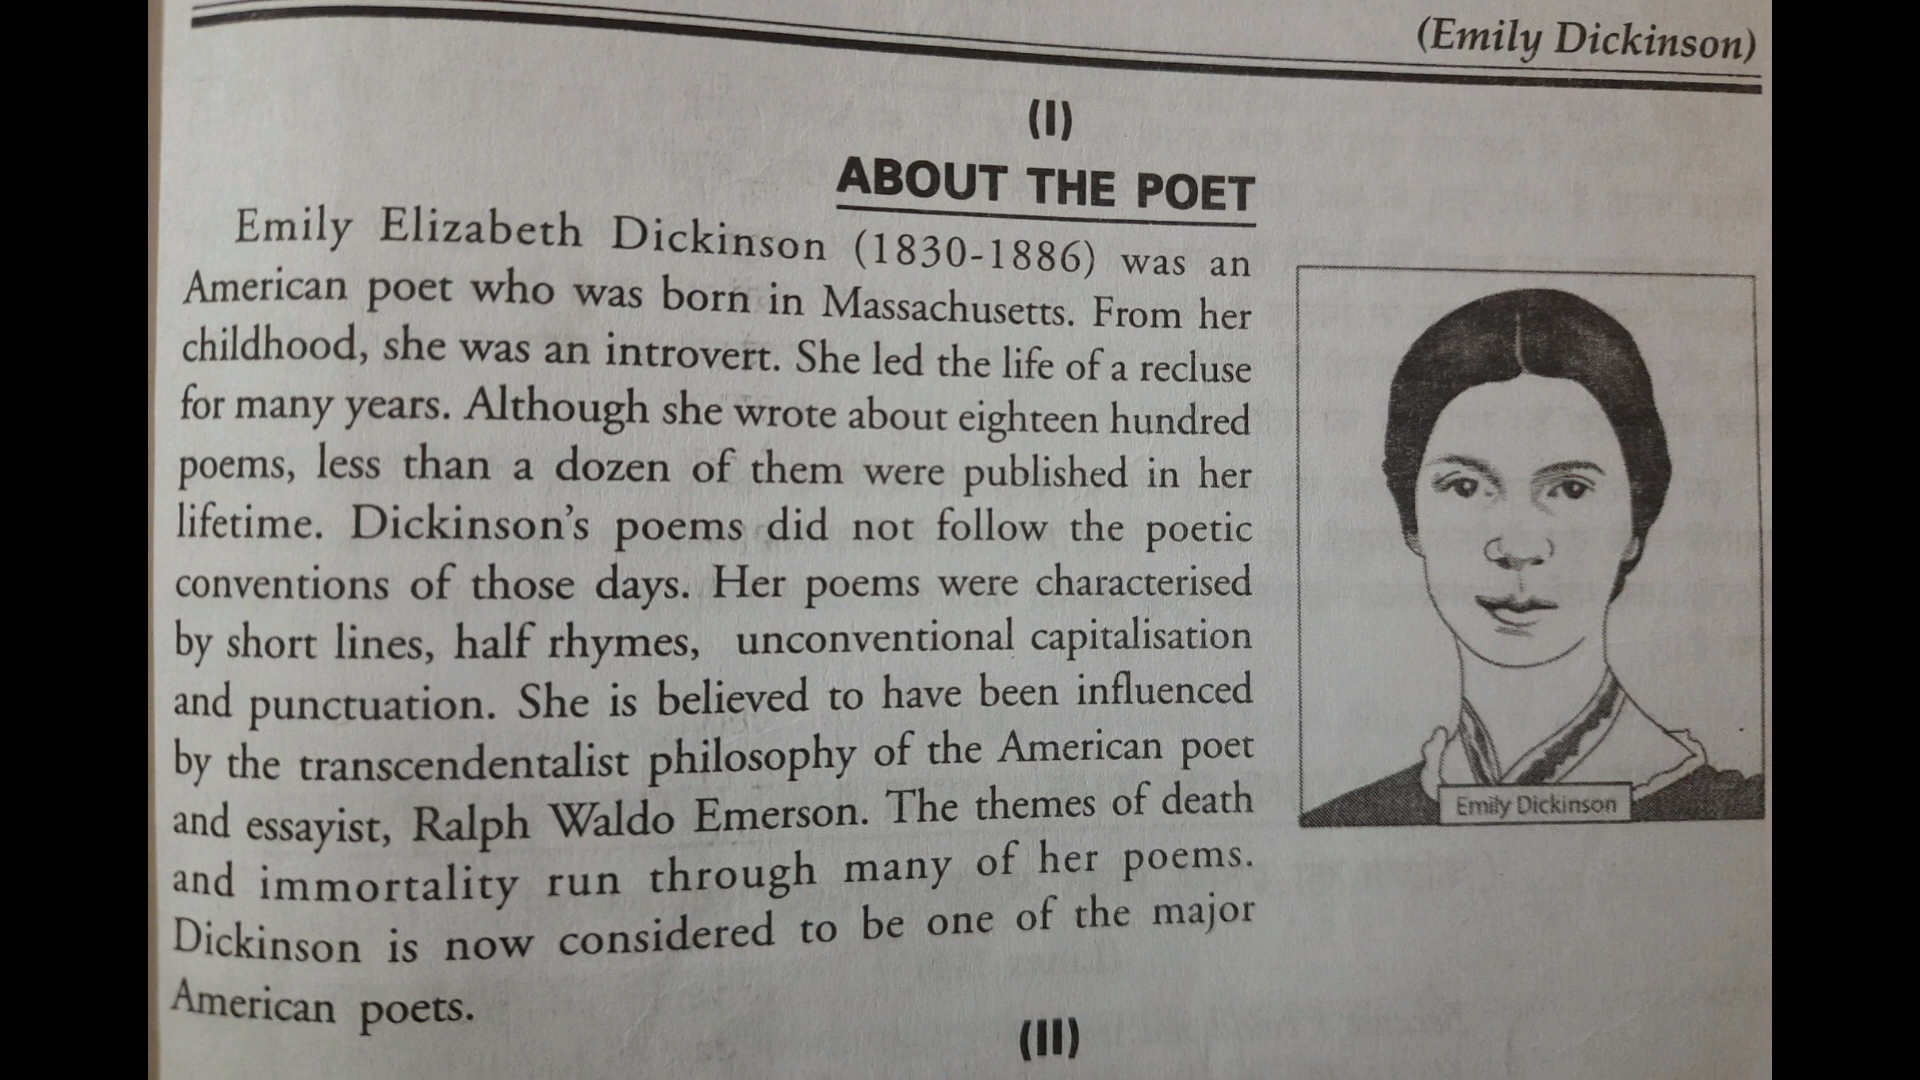 (Emily Dickinson)
(I)
ABOUT THE POET
Emily Elizabeth Dickinson (1830-1886) was an
American poet who was born in Massachusetts. From her
childhood, she was an introvert. She led the life of a recluse
for many years. Although she wrote about eighteen hundred
poems, less than a dozen of them were published in her
lifetime. Dickinson's poems did not follow the poetic
conventions of those days. Her poems were characterised
by short lines, half rhymes, unconventional capitalisation
and punctuation. She is believed to have been influenced
by the transcendentalist philosophy of the American poet
and essayist, Ralph Waldo Emerson. The themes of death
and immortality run through many of her poems.
Dickinson is now considered to be one of the major
American poets.
Emily Dickinson
(II)